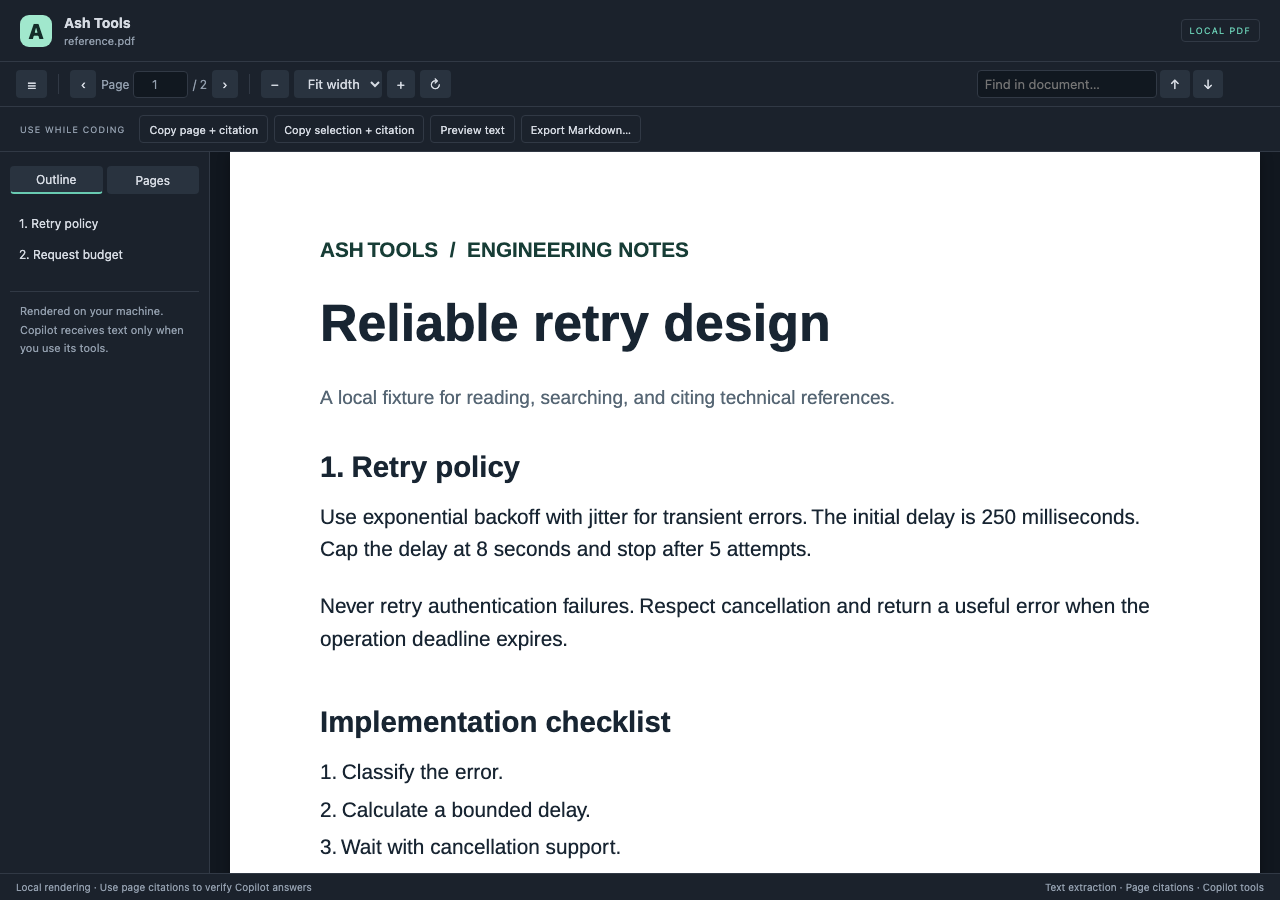 A
Ash Tools
reference.pdf
LOCAL PDF
≡ ‹ Page 1 / 2 › − Fit width + ↻ Find in document... ↑ ↓
USE WHILE CODING Copy page + citation Copy selection + citation Preview text Export Markdown...
Outline Pages
1. Retry policy
2. Request budget
Rendered on your machine.
Copilot receives text only when
you use its tools.
ASH TOOLS / ENGINEERING NOTES
Reliable retry design
A local fixture for reading, searching, and citing technical references.
1. Retry policy
Use exponential backoff with jitter for transient errors. The initial delay is 250 milliseconds.
Cap the delay at 8 seconds and stop after 5 attempts.
Never retry authentication failures. Respect cancellation and return a useful error when the
operation deadline expires.
Implementation checklist
1. Classify the error.
2. Calculate a bounded delay.
3. Wait with cancellation support.
Local rendering · Use page citations to verify Copilot answers
Text extraction · Page citations · Copilot tools